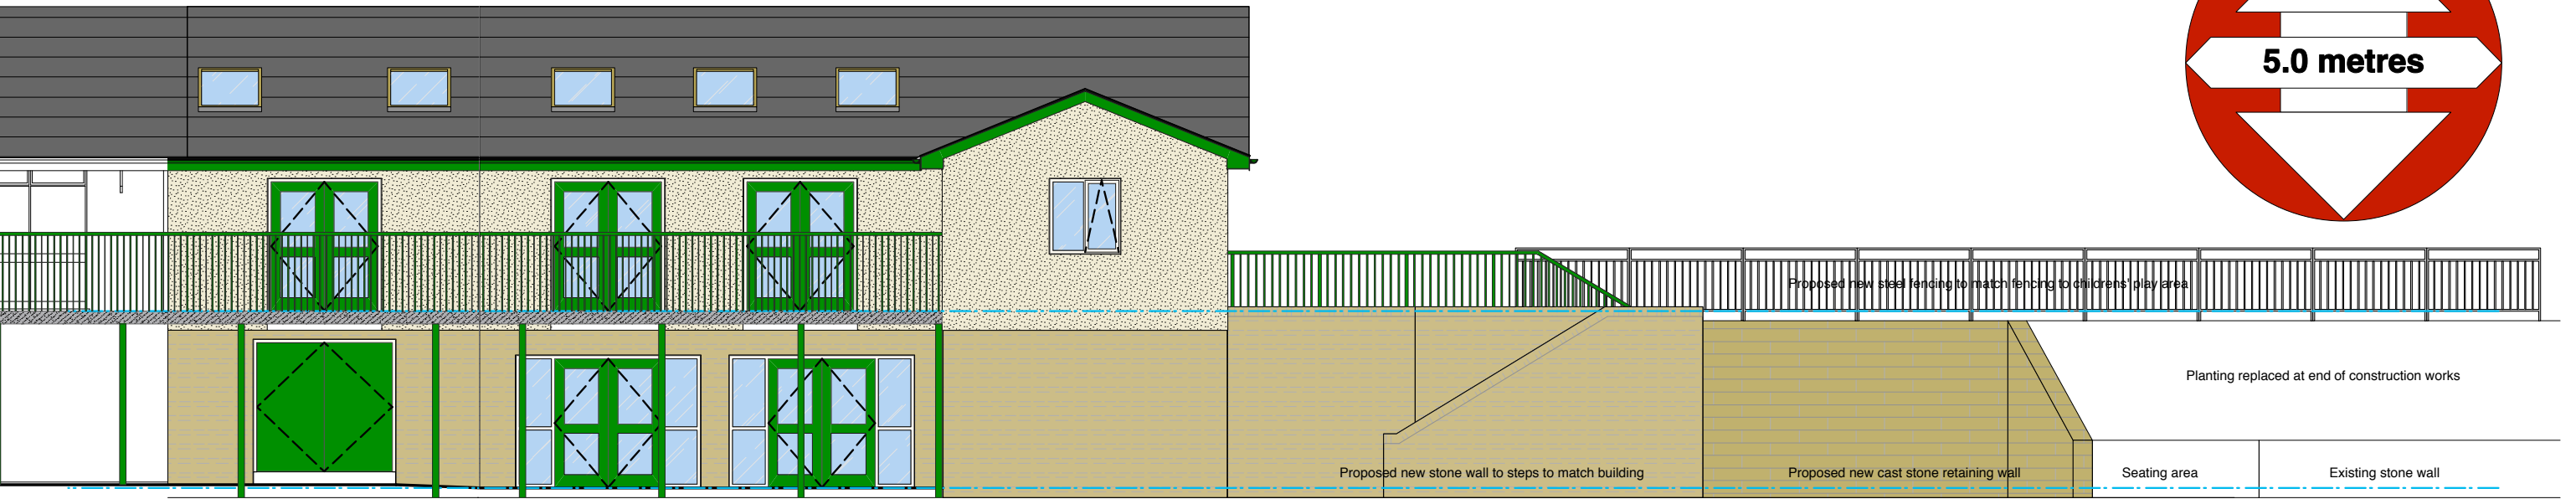 5.0 metres
Proposed new steel fencing to match fencing to childrens' play area
Planting replaced at end of construction works
Proposed new stone wall to steps to match building
Proposed new cast stone retaining wall
Seating area
Existing stone wall